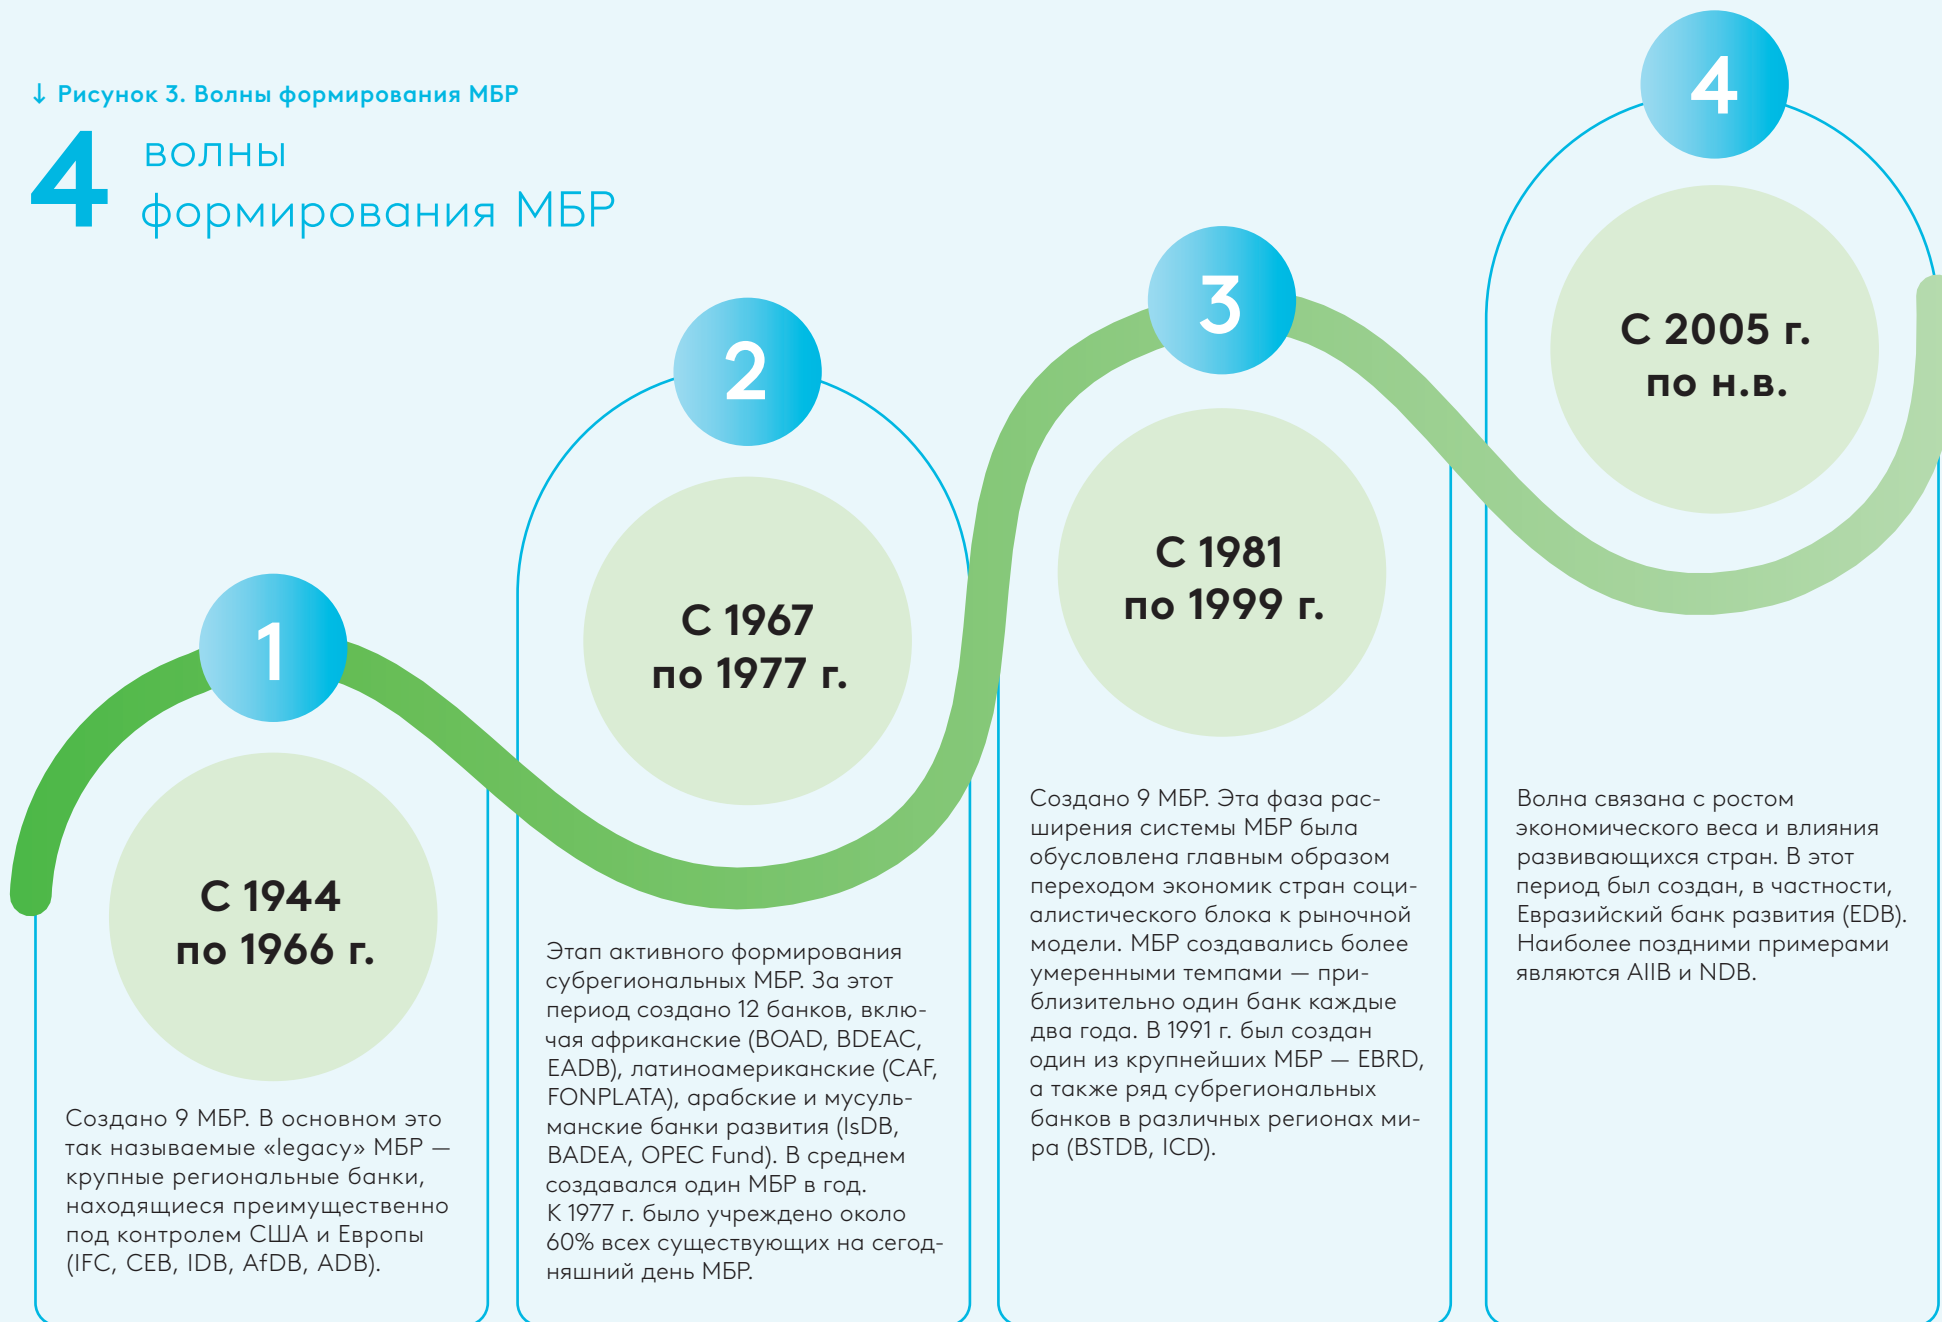 ↓ Рисунок 3. Волны формирования МБР
4 волны
формирования МБР
1
С 1944
по 1966 г.
Создано 9 МБР. В основном это
так называемые «legacy» МБР —
крупные региональные банки,
находящиеся преимущественно
под контролем США и Европы
(IFC, CEB, IDB, AfDB, ADB).
2
С 1967
по 1977 г.
Этап активного формирования
субрегиональных МБР. За этот
период создано 12 банков, вклю-
чая африканские (BOAD, BDEAC,
EADB), латиноамериканские (CAF,
FONPLATA), арабские и мусуль-
манские банки развития (IsDB,
BADEA, OPEC Fund). В среднем
создавался один МБР в год.
К 1977 г. было учреждено около
60% всех существующих на сегод-
няшний день МБР.
3
С 1981
по 1999 г.
Создано 9 МБР. Эта фаза рас-
ширения системы МБР была
обусловлена главным образом
переходом экономик стран соци-
алистического блока к рыночной
модели. МБР создавались более
умеренными темпами — при-
близительно один банк каждые
два года. В 1991 г. был создан
один из крупнейших МБР — EBRD,
а также ряд субрегиональных
банков в различных регионах ми-
ра (BSTDB, ICD).
4
С 2005 г.
по н.в.
Волна связана с ростом
экономического веса и влияния
развивающихся стран. В этот
период был создан, в частности,
Евразийский банк развития (EDB).
Наиболее поздними примерами
являются AIIB и NDB.